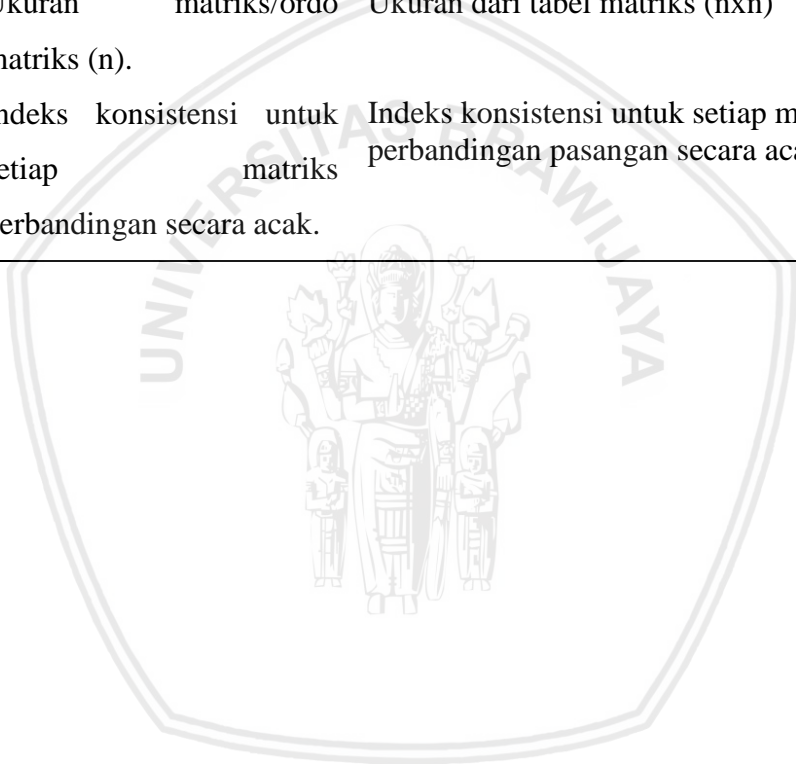 Ukuran matriks/ordo Ukuran dari tabel matriks (nxn)
matriks (n).
Indeks konsistensi untuk Indeks konsistensi untuk setiap
setiap matriks perbandingan pasangan secara
perbandingan secara acak.
UNIVERSITAS BRAWIJAYA